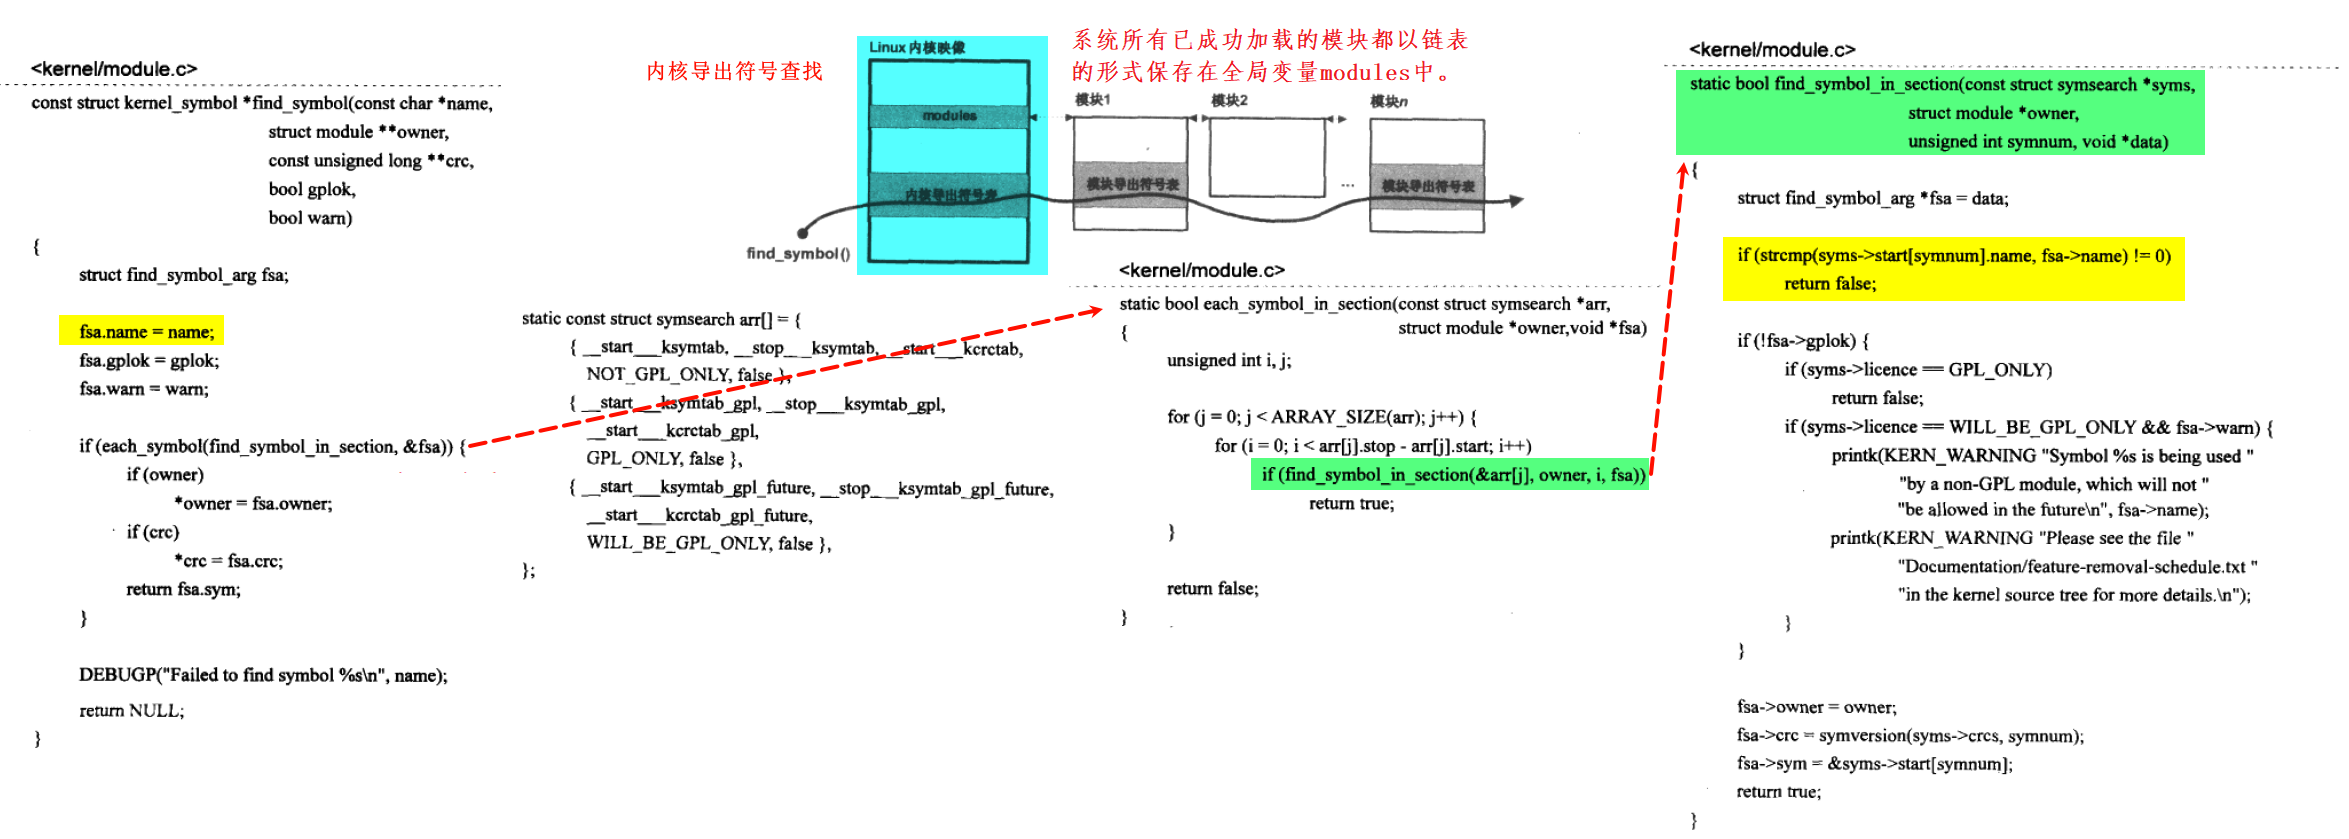 <kernel/module.c>
const struct kernel_symbol *find_symbol(const char *name,
struct module **owner,
const unsigned long **crc,
bool gplok,
bool warn)
{
struct find_symbol_arg fsa;
fsa.name = name;
fsa.gplok = gplok;
fsa.warn = warn;
if (each_symbol(find_symbol_in_section, &fsa)) {
if (owner)
*owner = fsa.owner;
if (crc)
*crc = fsa.crc;
return fsa.sym;
}
DEBUGP("Failed to find symbol %s\n", name);
return NULL;
}
内核导出符号查找
系统所有已成功加载的模块都以链表
的形式保存在全局变量modules中。
Linux 内核映像
modules
内核导出符号表
find_symbol()
模块1
模块导出符号表
模块2
...
模块n
模块导出符号表
static const struct symsearch arr[] = {
{ __start___ksymtab, __stop___ksymtab, __start___kcrctab,
NOT_GPL_ONLY, false },
{ __start___ksymtab_gpl, __stop___ksymtab_gpl,
__start___kcrctab_gpl,
GPL_ONLY, false },
{ __start___ksymtab_gpl_future, __stop___ksymtab_gpl_future,
__start___kcrctab_gpl_future,
WILL_BE_GPL_ONLY, false },
};
<kernel/module.c>
static bool each_symbol_in_section(const struct symsearch *arr,
struct module *owner,void *fsa)
{
unsigned int i, j;
for (j = 0; j < ARRAY_SIZE(arr); j++) {
for (i = 0; i < arr[j].stop - arr[j].start; i++)
if (find_symbol_in_section(&arr[j], owner, i, fsa))
return true;
}
return false;
}
<kernel/module.c>
static bool find_symbol_in_section(const struct symsearch *syms,
struct module *owner,
unsigned int symnum, void *data)
{
struct find_symbol_arg *fsa = data;
if (strcmp(syms->start[symnum].name, fsa->name) != 0)
return false;
if (!fsa->gplok) {
if (syms->licence == GPL_ONLY)
return false;
if (syms->licence == WILL_BE_GPL_ONLY && fsa->warn) {
printk(KERN_WARNING "Symbol %s is being used "
"by a non-GPL module, which will not "
"be allowed in the future\n", fsa->name);
printk(KERN_WARNING "Please see the file "
"Documentation/feature-removal-schedule.txt "
"in the kernel source tree for more details.\n");
}
}
fsa->owner = owner;
fsa->crc = symversion(syms->crcs, symnum);
fsa->sym = &syms->start[symnum];
return true;
}